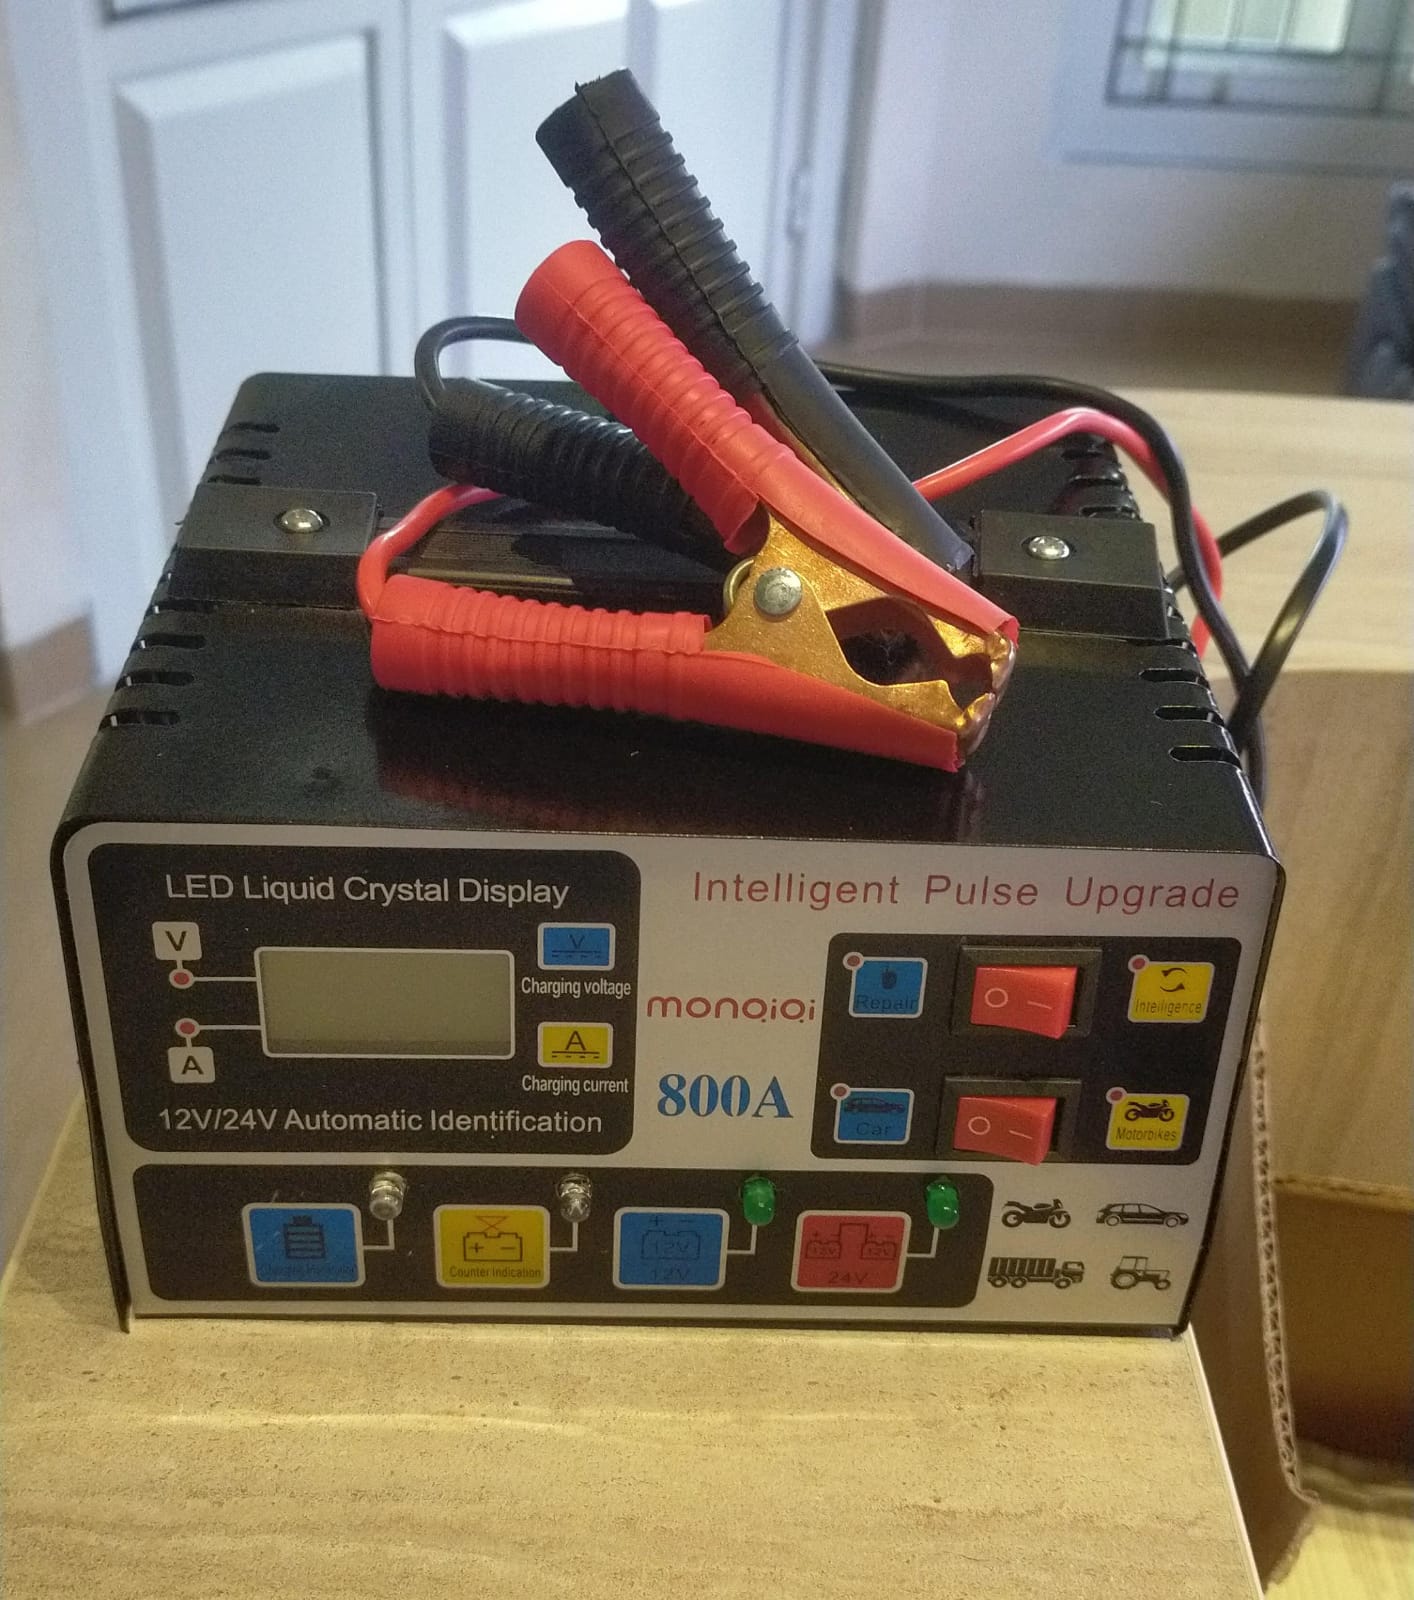 LED Liquid Crystal Display
V
V
Charging voltage
A
A
Charging current
12V/24V Automatic Identification
Intelligent Pulse Upgrade
monqiqi
800A
Repair
Intelligence
Car
Motorbikes
Counter indication
+ −
+ −
12V
12V
+ − + −
12V 12V
24V